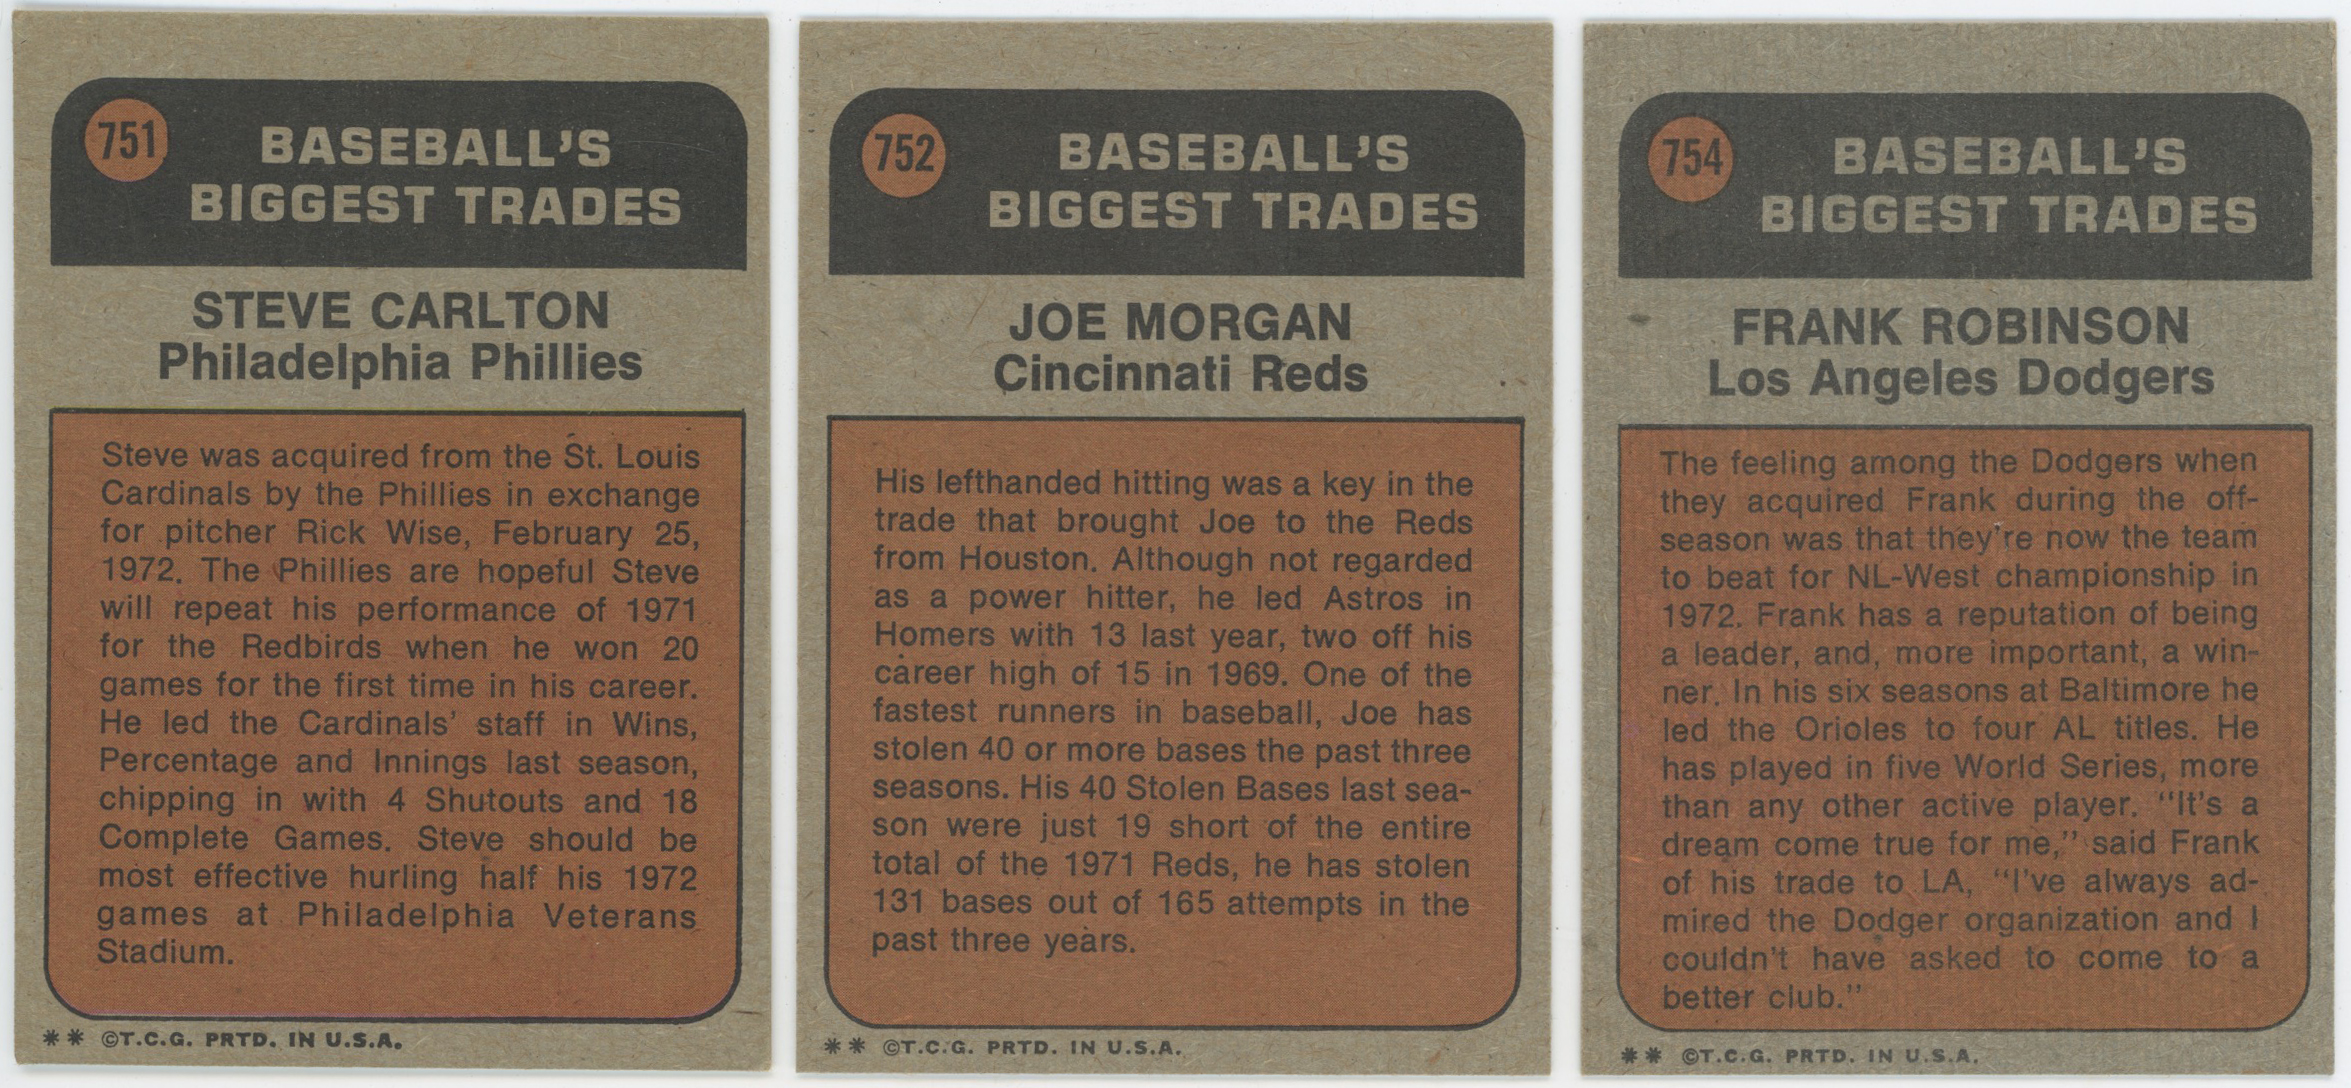 751
BASEBALL'S
BIGGEST TRADES
STEVE CARLTON
Philadelphia Phillies
Steve was acquired from the St. Louis
Cardinals by the Phillies in exchange
for pitcher Rick Wise, February 25,
1972. The Phillies are hopeful Steve
will repeat his performance of 1971
for the Redbirds when he won 20
games for the first time in his career.
He led the Cardinals' staff in Wins,
Percentage and Innings last season,
chipping in with 4 Shutouts and 18
Complete Games. Steve should be
most effective hurling half his 1972
games at Philadelphia Veterans
Stadium.
** ©T.C.G. PRTD. IN U.S.A.
752
BASEBALL'S
BIGGEST TRADES
JOE MORGAN
Cincinnati Reds
His lefthanded hitting was a key in the
trade that brought Joe to the Reds
from Houston. Although not regarded
as a power hitter, he led Astros in
Homers with 13 last year, two off his
career high of 15 in 1969. One of the
fastest runners in baseball, Joe has
stolen 40 or more bases the past three
seasons. His 40 Stolen Bases last sea-
son were just 19 short of the entire
total of the 1971 Reds, he has stolen
131 bases out of 165 attempts in the
past three years.
** ©T.C.G. PRTD. IN U.S.A.
754
BASEBALL'S
BIGGEST TRADES
FRANK ROBINSON
Los Angeles Dodgers
The feeling among the Dodgers when
they acquired Frank during the off-
season was that they're now the team
to beat for NL-West championship in
1972. Frank has a reputation of being
a leader, and, more important, a win-
ner. In his six seasons at Baltimore he
led the Orioles to four AL titles. He
has played in five World Series, more
than any other active player. "It's a
dream come true for me," said Frank
of his trade to LA, "I've always ad-
mired the Dodger organization and I
couldn't have asked to come to a
better club."
** ©T.C.G. PRTD. IN U.S.A.